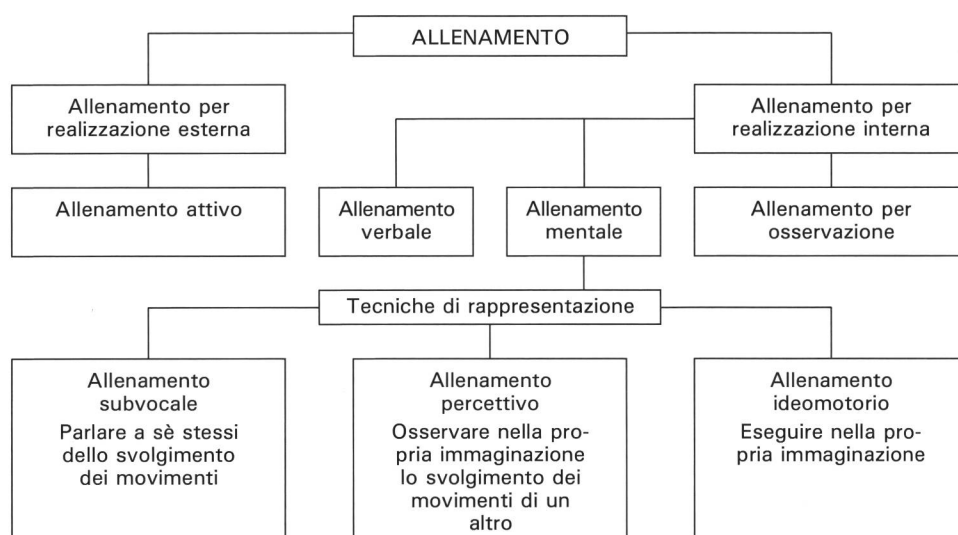 ALLENAMENTO
Allenamento per
realizzazione esterna
Allenamento per
realizzazione interna
Allenamento attivo
Allenamento
verbale
Allenamento
mentale
Allenamento per
osservazione
Tecniche di rappresentazione
Allenamento
subvocale
Parlare a sè stessi
dello svolgimento
dei movimenti
Allenamento
percettivo
Osservare nella pro-
pria immaginazione
lo svolgimento dei
movimenti di un
altro
Allenamento
ideomotorio
Eseguire nella pro-
pria immaginazione